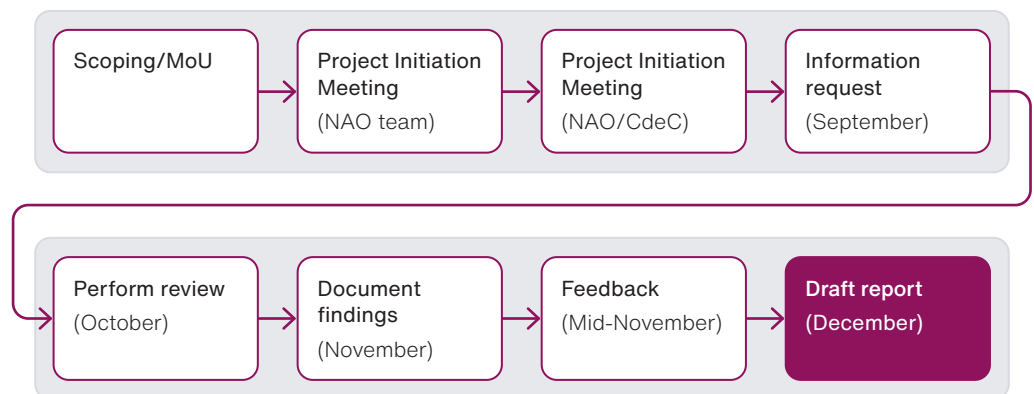 Scoping/MoU
Project Initiation
Meeting
(NAO team)
Project Initiation
Meeting
(NAO/CdeC)
Information
request
(September)
Perform review
(October)
Document
findings
(November)
Feedback
(Mid-November)
Draft report
(December)